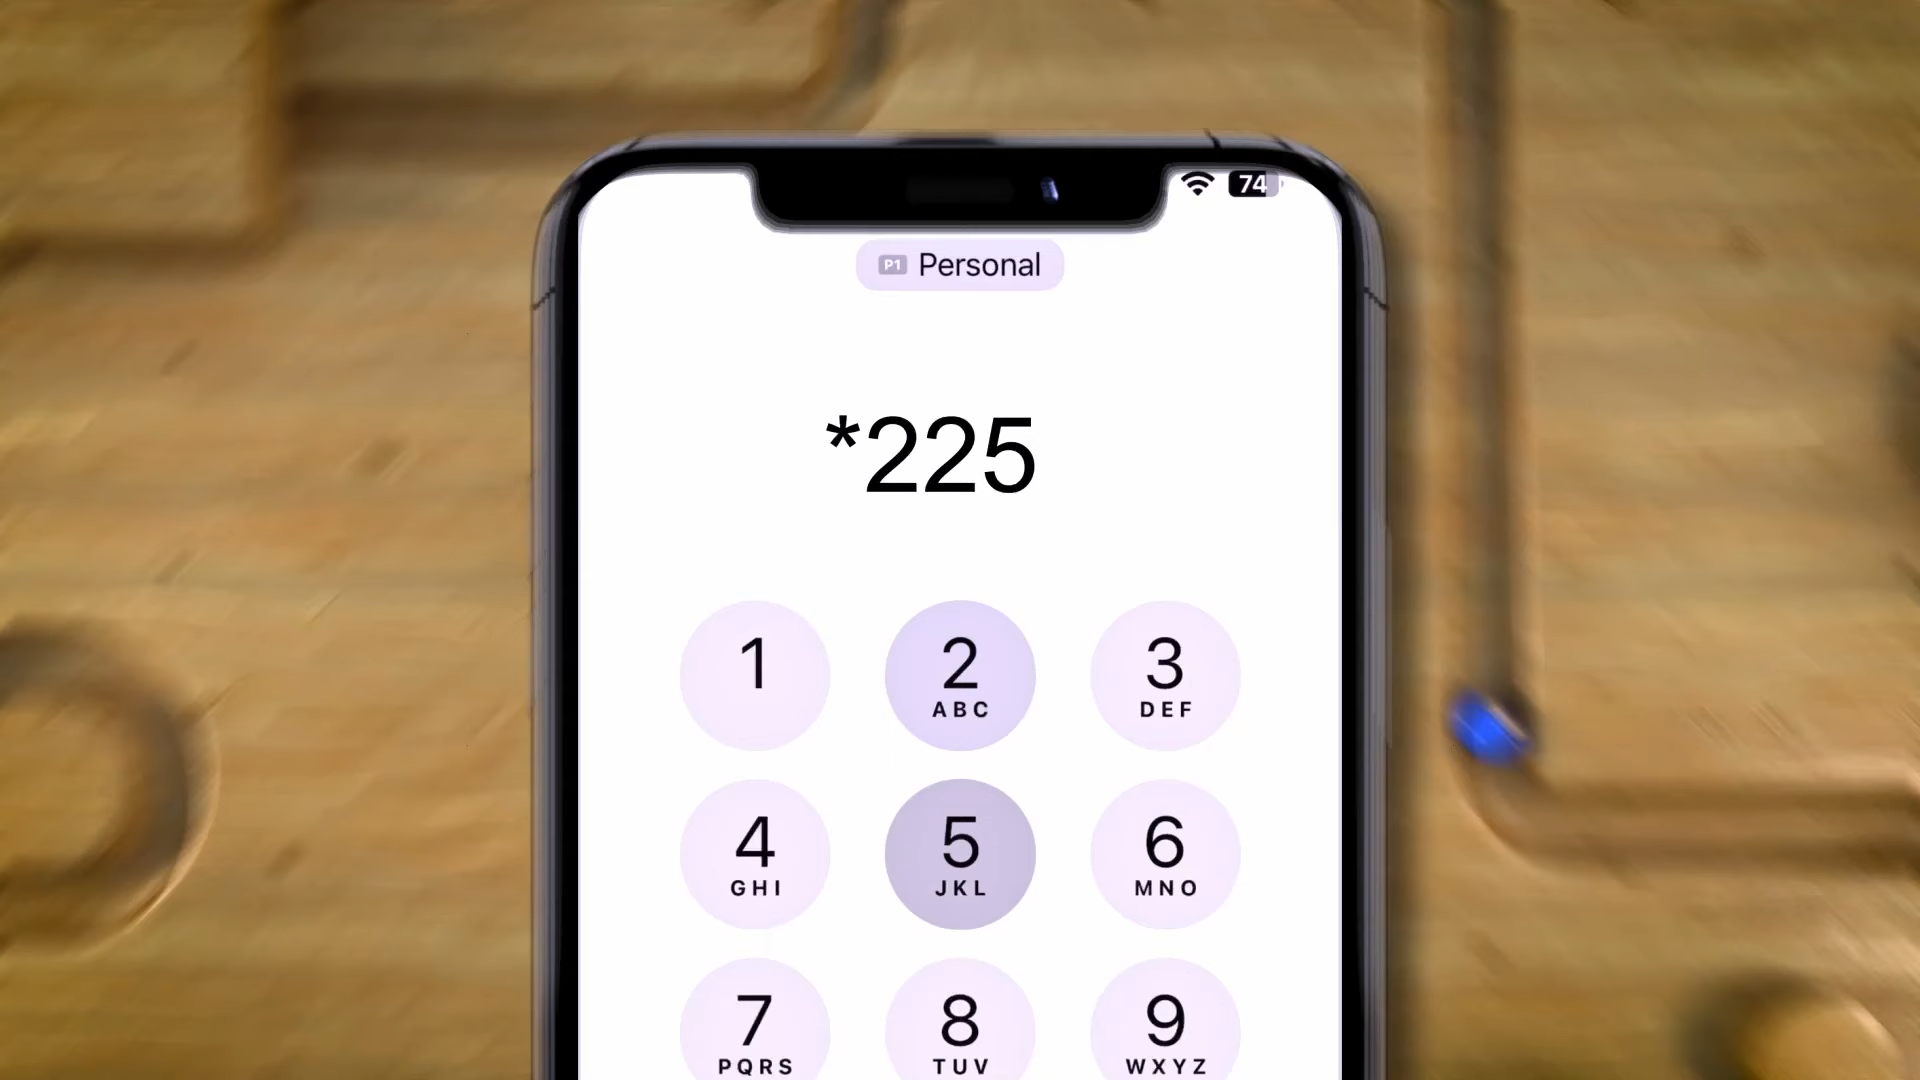 74
P1 Personal
*225
1 2 3
ABC DEF
4 5 6
GHI JKL MNO
7 8 9
PQRS TUV WXYZ